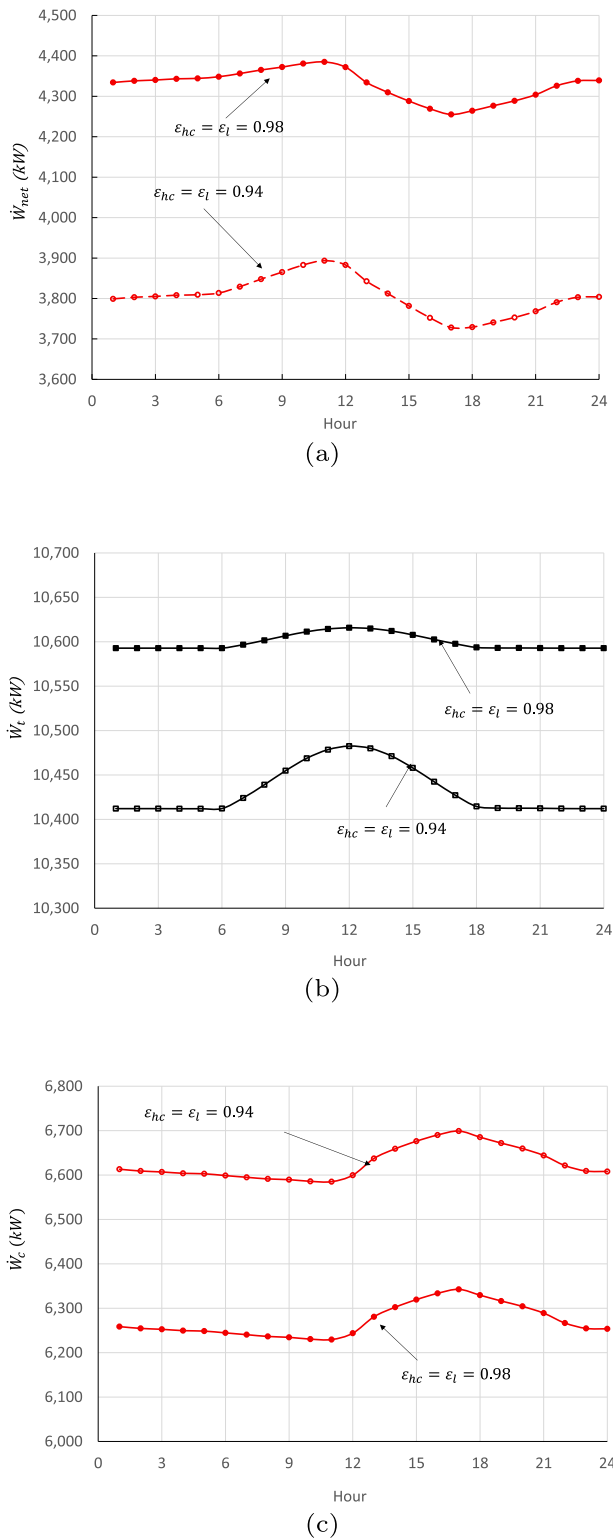 4,500
4,400
4,300
4,200
4,100
4,000
3,900
3,800
3,700
3,600
Ẇnet (kW)
εhc = εl = 0.98
εhc = εl = 0.94
0 3 6 9 12 15 18 21 24
Hour
(a)
10,700
10,650
10,600
10,550
10,500
10,450
10,400
10,350
10,300
Ẇt (kW)
εhc = εl = 0.98
εhc = εl = 0.94
0 3 6 9 12 15 18 21 24
Hour
(b)
6,800
6,700
6,600
6,500
6,400
6,300
6,200
6,100
6,000
Ẇc (kW)
εhc = εl = 0.94
εhc = εl = 0.98
0 3 6 9 12 15 18 21 24
Hour
(c)